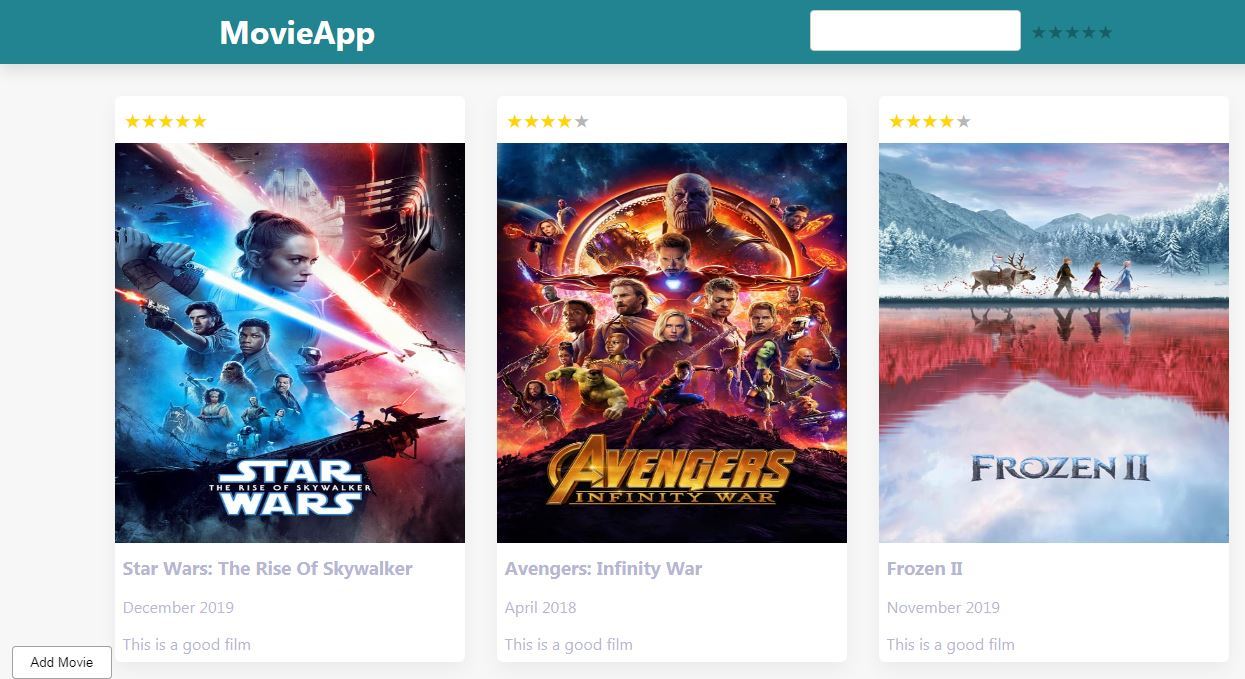 MovieApp
STAR
THE RISE OF SKYWALKER
WARS
AVENGERS
INFINITY WAR
FROZEN II
Star Wars: The Rise Of Skywalker
December 2019
This is a good film
Avengers: Infinity War
April 2018
This is a good film
Frozen II
November 2019
This is a good film
Add Movie